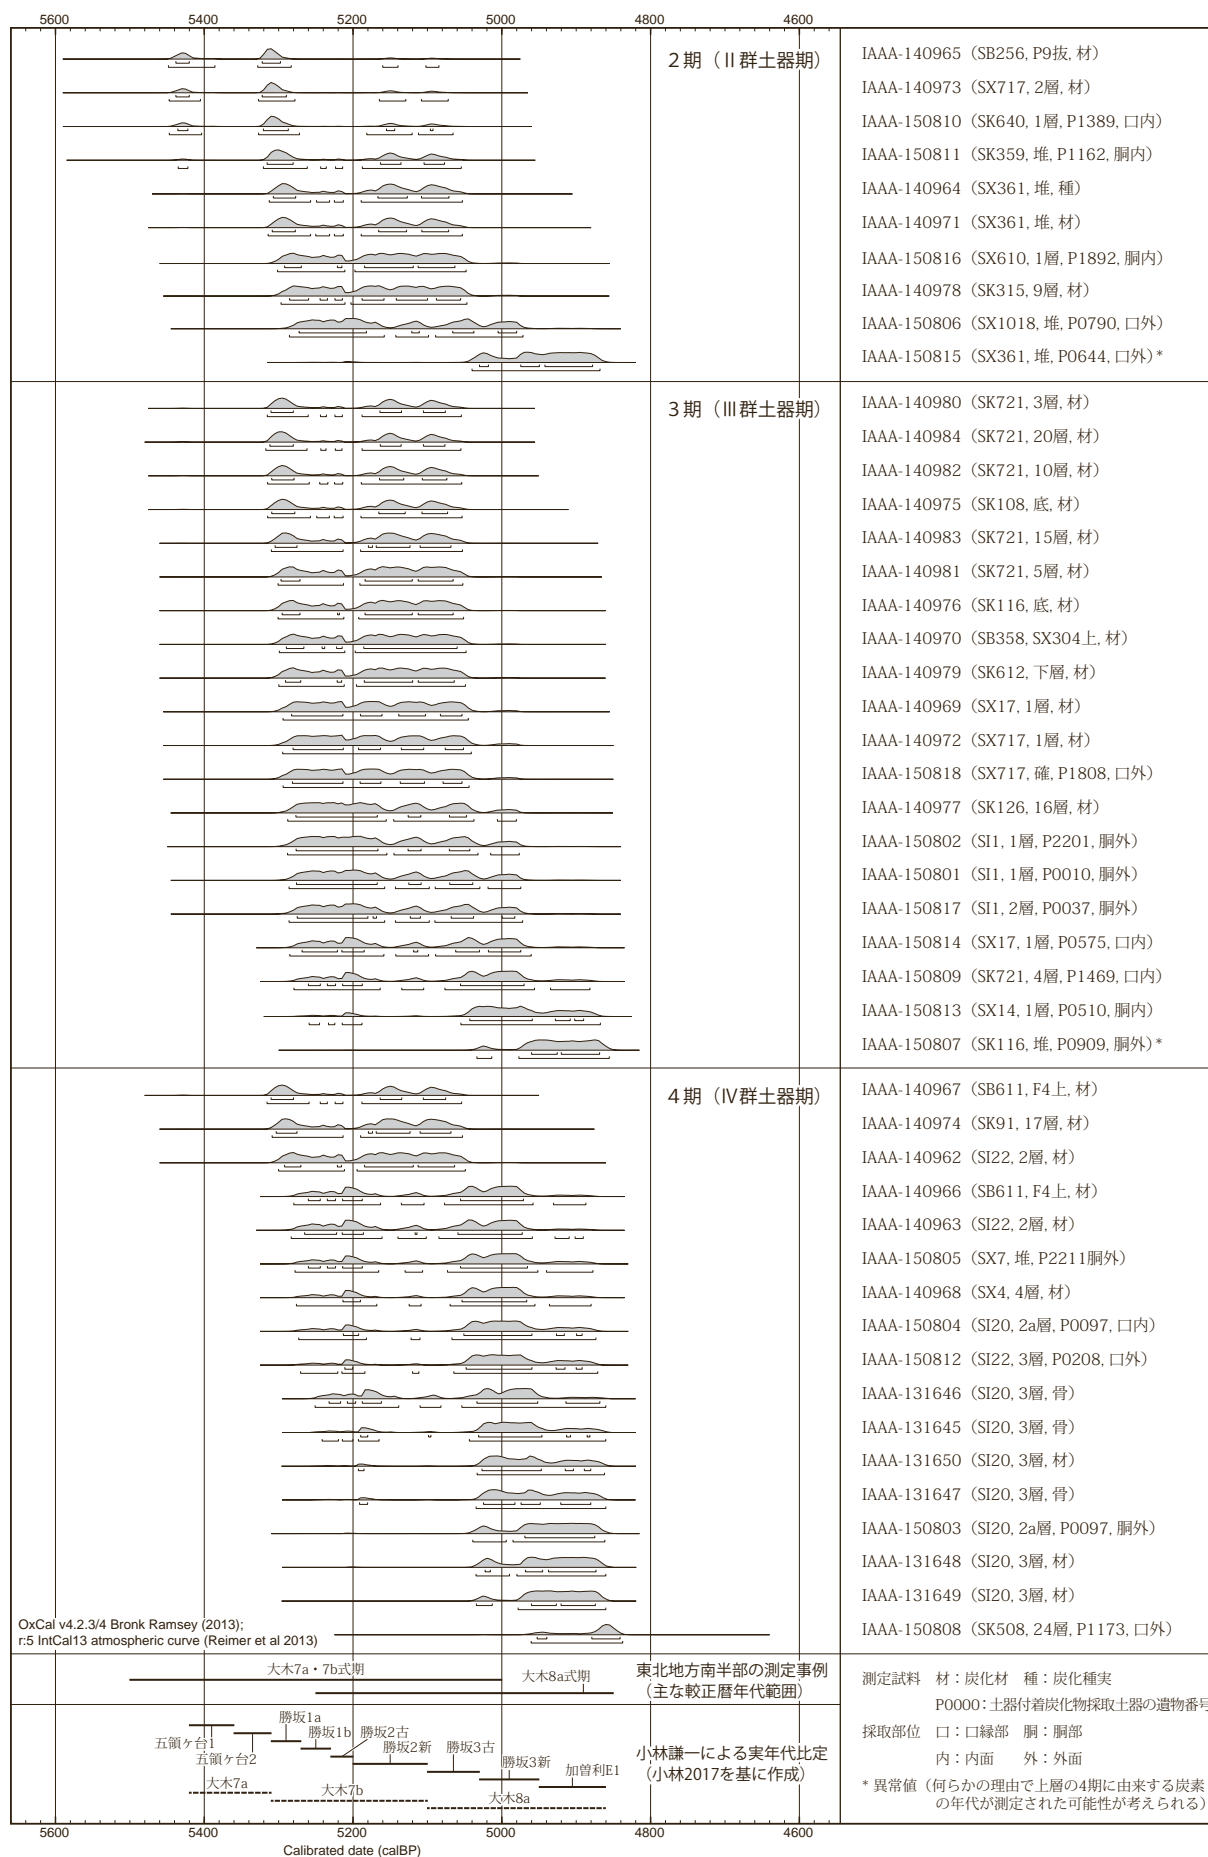 5600 5400 5200 5000 4800 4600
2期（Ⅱ群土器期）
IAAA-140965（SB256, P9抜, 材）
IAAA-140973（SX717, 2層, 材）
IAAA-150810（SK640, 1層, P1389, 口内）
IAAA-150811（SK359, 堆, P1162, 胴内）
IAAA-140964（SX361, 堆, 種）
IAAA-140971（SX361, 堆, 材）
IAAA-150816（SX610, 1層, P1892, 胴内）
IAAA-140978（SK315, 9層, 材）
IAAA-150806（SX1018, 堆, P0790, 口外）
IAAA-150815（SX361, 堆, P0644, 口外）*
3期（Ⅲ群土器期）
IAAA-140980（SK721, 3層, 材）
IAAA-140984（SK721, 20層, 材）
IAAA-140982（SK721, 10層, 材）
IAAA-140975（SK108, 底, 材）
IAAA-140983（SK721, 15層, 材）
IAAA-140981（SK721, 5層, 材）
IAAA-140976（SK116, 底, 材）
IAAA-140970（SB358, SX304上, 材）
IAAA-140979（SK612, 下層, 材）
IAAA-140969（SX17, 1層, 材）
IAAA-140972（SX717, 1層, 材）
IAAA-150818（SX717, 確, P1808, 口外）
IAAA-140977（SK126, 16層, 材）
IAAA-150802（SI1, 1層, P2201, 胴外）
IAAA-150801（SI1, 1層, P0010, 胴外）
IAAA-150817（SI1, 2層, P0037, 胴外）
IAAA-150814（SX17, 1層, P0575, 口内）
IAAA-150809（SK721, 4層, P1469, 口内）
IAAA-150813（SX14, 1層, P0510, 胴内）
IAAA-150807（SK116, 堆, P0909, 胴外）*
4期（Ⅳ群土器期）
IAAA-140967（SB611, F4上, 材）
IAAA-140974（SK91, 17層, 材）
IAAA-140962（SI22, 2層, 材）
IAAA-140966（SB611, F4上, 材）
IAAA-140963（SI22, 2層, 材）
IAAA-150805（SX7, 堆, P2211胴外）
IAAA-140968（SX4, 4層, 材）
IAAA-150804（SI20, 2a層, P0097, 口内）
IAAA-150812（SI22, 3層, P0208, 口外）
IAAA-131646（SI20, 3層, 骨）
IAAA-131645（SI20, 3層, 骨）
IAAA-131650（SI20, 3層, 材）
IAAA-131647（SI20, 3層, 骨）
IAAA-150803（SI20, 2a層, P0097, 胴外）
IAAA-131648（SI20, 3層, 材）
IAAA-131649（SI20, 3層, 材）
IAAA-150808（SK508, 24層, P1173, 口外）
OxCal v4.2.3/4 Bronk Ramsey (2013);
r:5 IntCal13 atmospheric curve (Reimer et al 2013)
大木7a・7b式期
大木8a式期
東北地方南半部の測定事例
（主な較正暦年代範囲）
五領ヶ台1
五領ヶ台2
勝坂1a
勝坂1b
勝坂2古
勝坂2新
勝坂3古
勝坂3新
加曽利E1
大木7a
大木7b
大木8a
小林謙一による実年代比定
（小林2017を基に作成）
測定試料　材：炭化材　種：炭化種実
P0000：土器付着炭化物採取土器の遺物番号
採取部位　口：口縁部　胴：胴部
内：内面　外：外面
* 異常値（何らかの理由で上層の4期に由来する炭素
の年代が測定された可能性が考えられる）
5600 5400 5200 5000 4800 4600
Calibrated date (calBP)